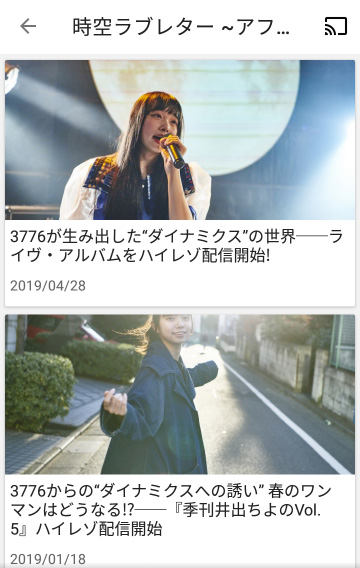 時空ラブレター ~アフ…
3776が生み出した“ダイナミクス”の世界──ラ
イヴ・アルバムをハイレゾ配信開始!
2019/04/28
3776からの“ダイナミクスへの誘い” 春のワン
マンはどうなる!?──『季刊井出ちよのVol.
5』ハイレゾ配信開始
2019/01/18